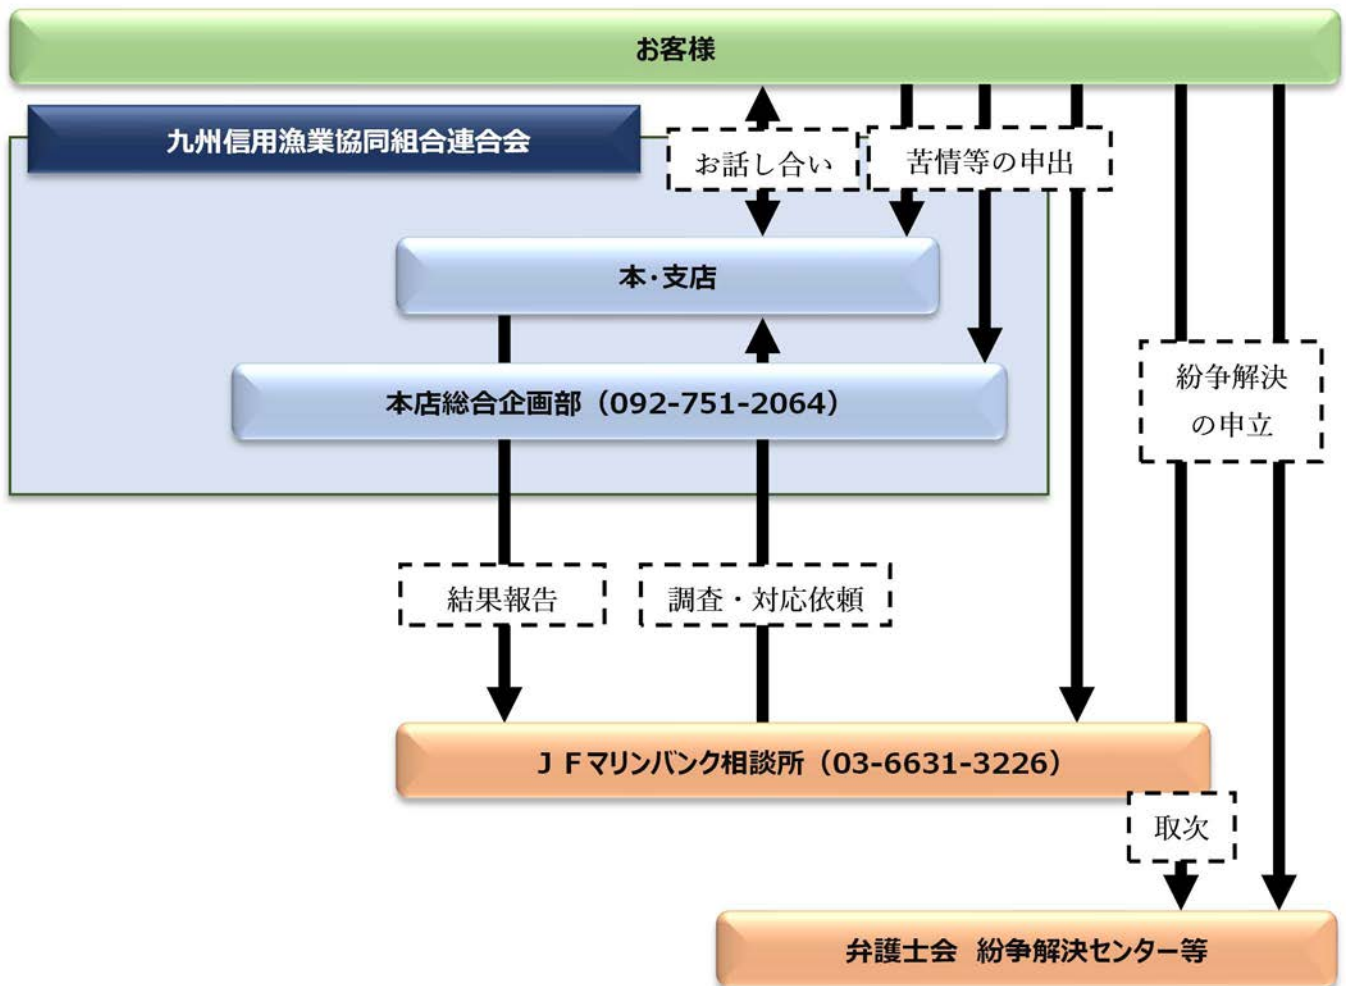 お客様
九州信用漁業協同組合連合会
お話し合い
苦情等の申出
本・支店
本店総合企画部（092-751-2064）
紛争解決
の申立
結果報告
調査・対応依頼
ＪＦマリンバンク相談所（03-6631-3226）
取次
弁護士会 紛争解決センター等